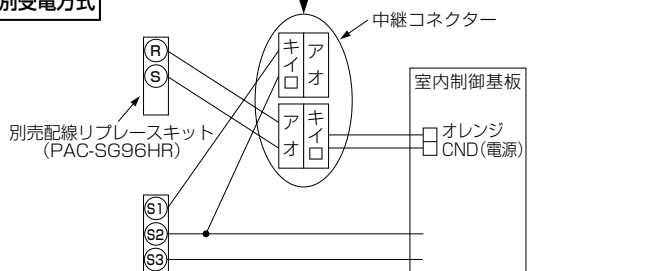 別受電方式
中継コネクター
キイロ
アオ
R
S
室内制御基板
アオ
キイロ
オレンジ
CND(電源)
別売配線リプレースキット
(PAC-SG96HR)
S1
S2
S3